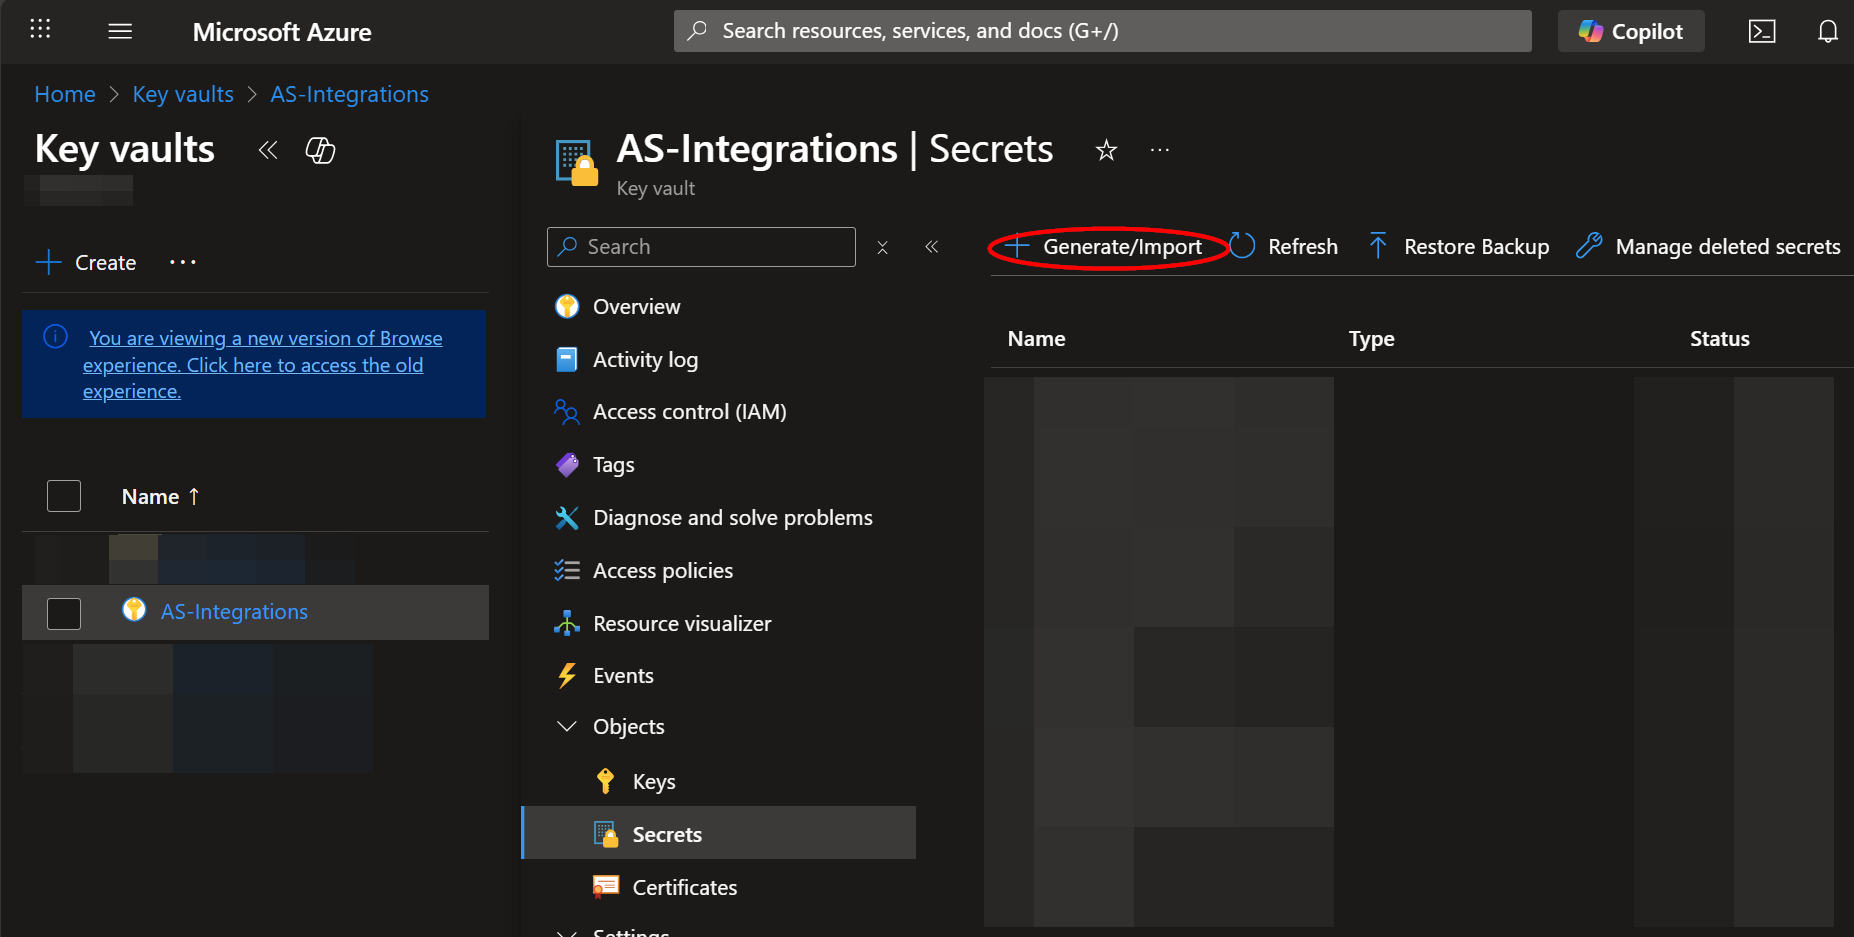 Microsoft Azure
Search resources, services, and docs (G+/)
Copilot
Home > Key vaults > AS-Integrations
Key vaults
AS-Integrations | Secrets
Key vault
Create
You are viewing a new version of Browse
experience. Click here to access the old
experience.
Name ↑
AS-Integrations
Search
Overview
Activity log
Access control (IAM)
Tags
Diagnose and solve problems
Access policies
Resource visualizer
Events
Objects
Keys
Secrets
Certificates
Settings
Generate/Import
Refresh
Restore Backup
Manage deleted secrets
Name
Type
Status